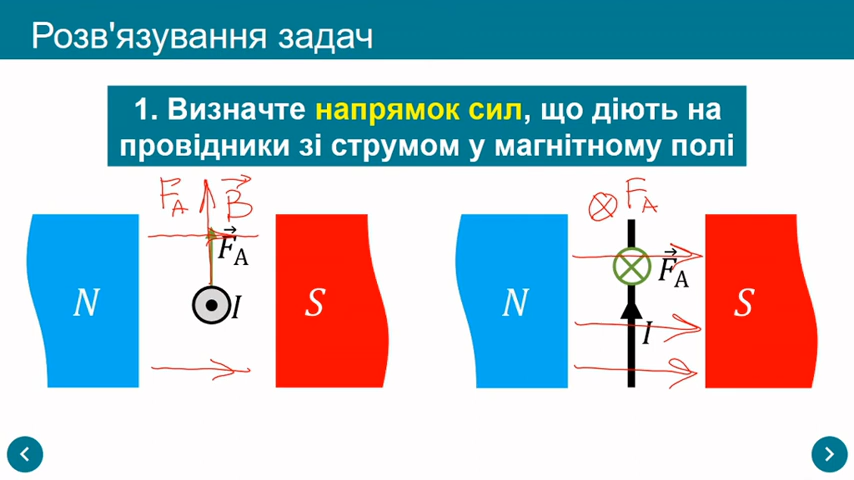 Розв'язування задач
1. Визначте напрямок сил, що діють на
провідники зі струмом у магнітному полі
F_A B
F_A
N
F_A
I
S
N
F_A
I
S